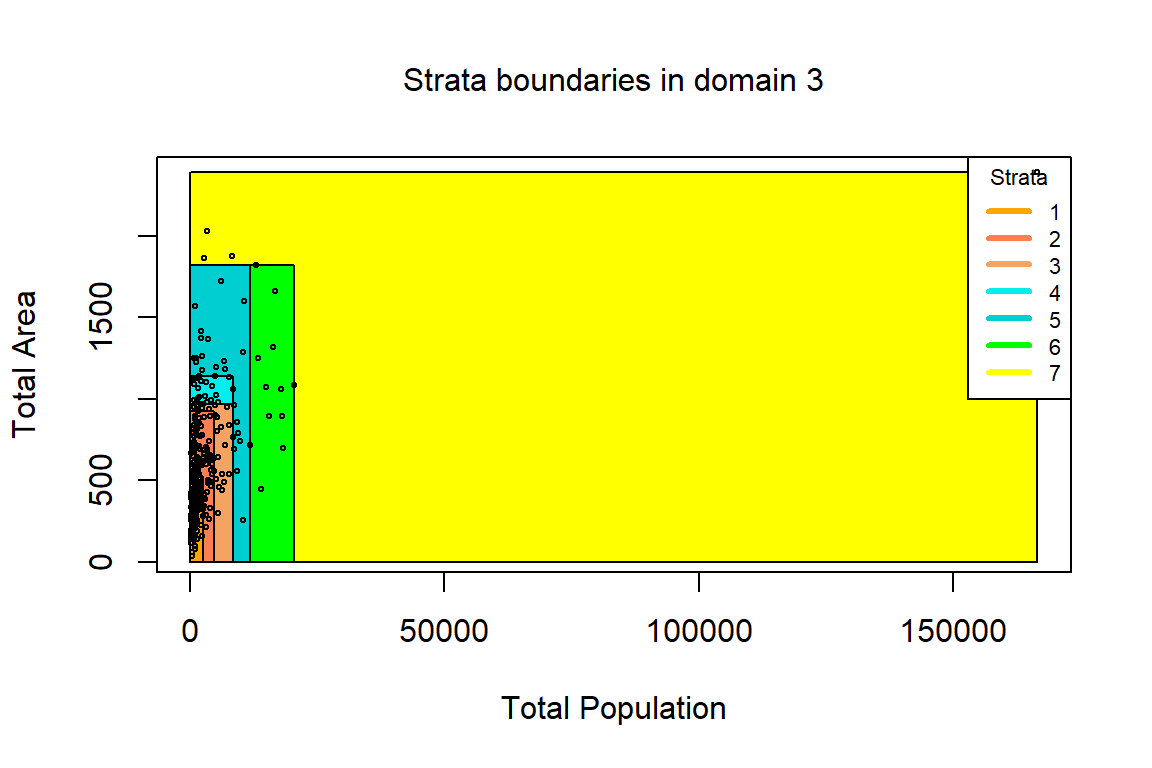 Strata boundaries in domain 3
Total Area
1500
500
0
Strata
1
2
3
4
5
6
7
0 50000 100000 150000
Total Population